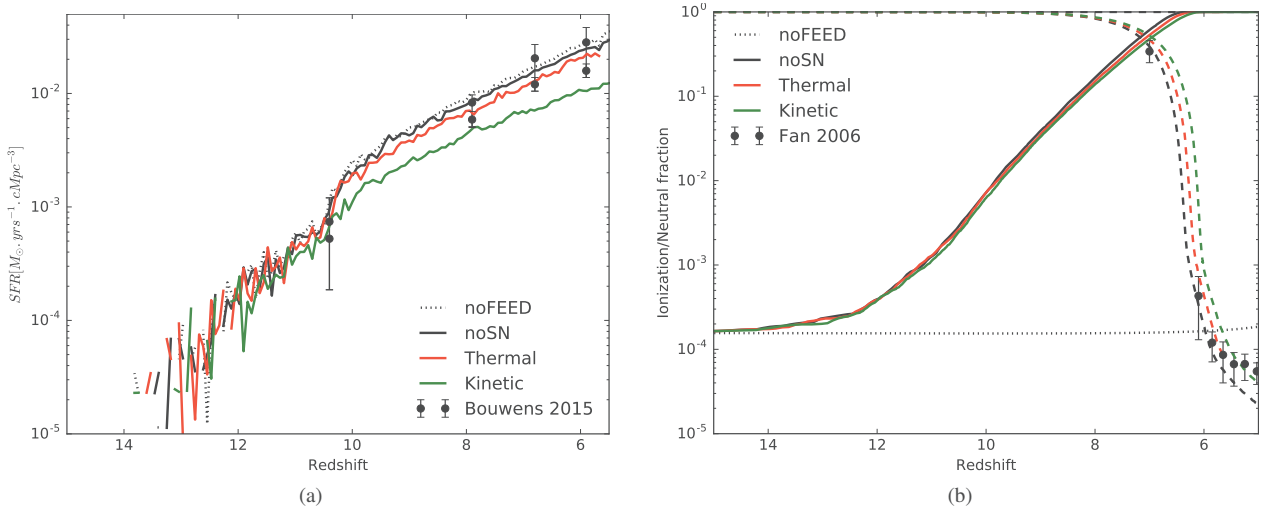 SFR[M⊙·yrs⁻¹.cMpc⁻³]
10⁻²
10⁻³
10⁻⁴
10⁻⁵
14
12
10
8
6
Redshift
noFEED
noSN
Thermal
Kinetic
Bouwens 2015
(a)
Ionization/Neutral fraction
10⁰
10⁻¹
10⁻²
10⁻³
10⁻⁴
10⁻⁵
14
12
10
8
6
Redshift
noFEED
noSN
Thermal
Kinetic
Fan 2006
(b)